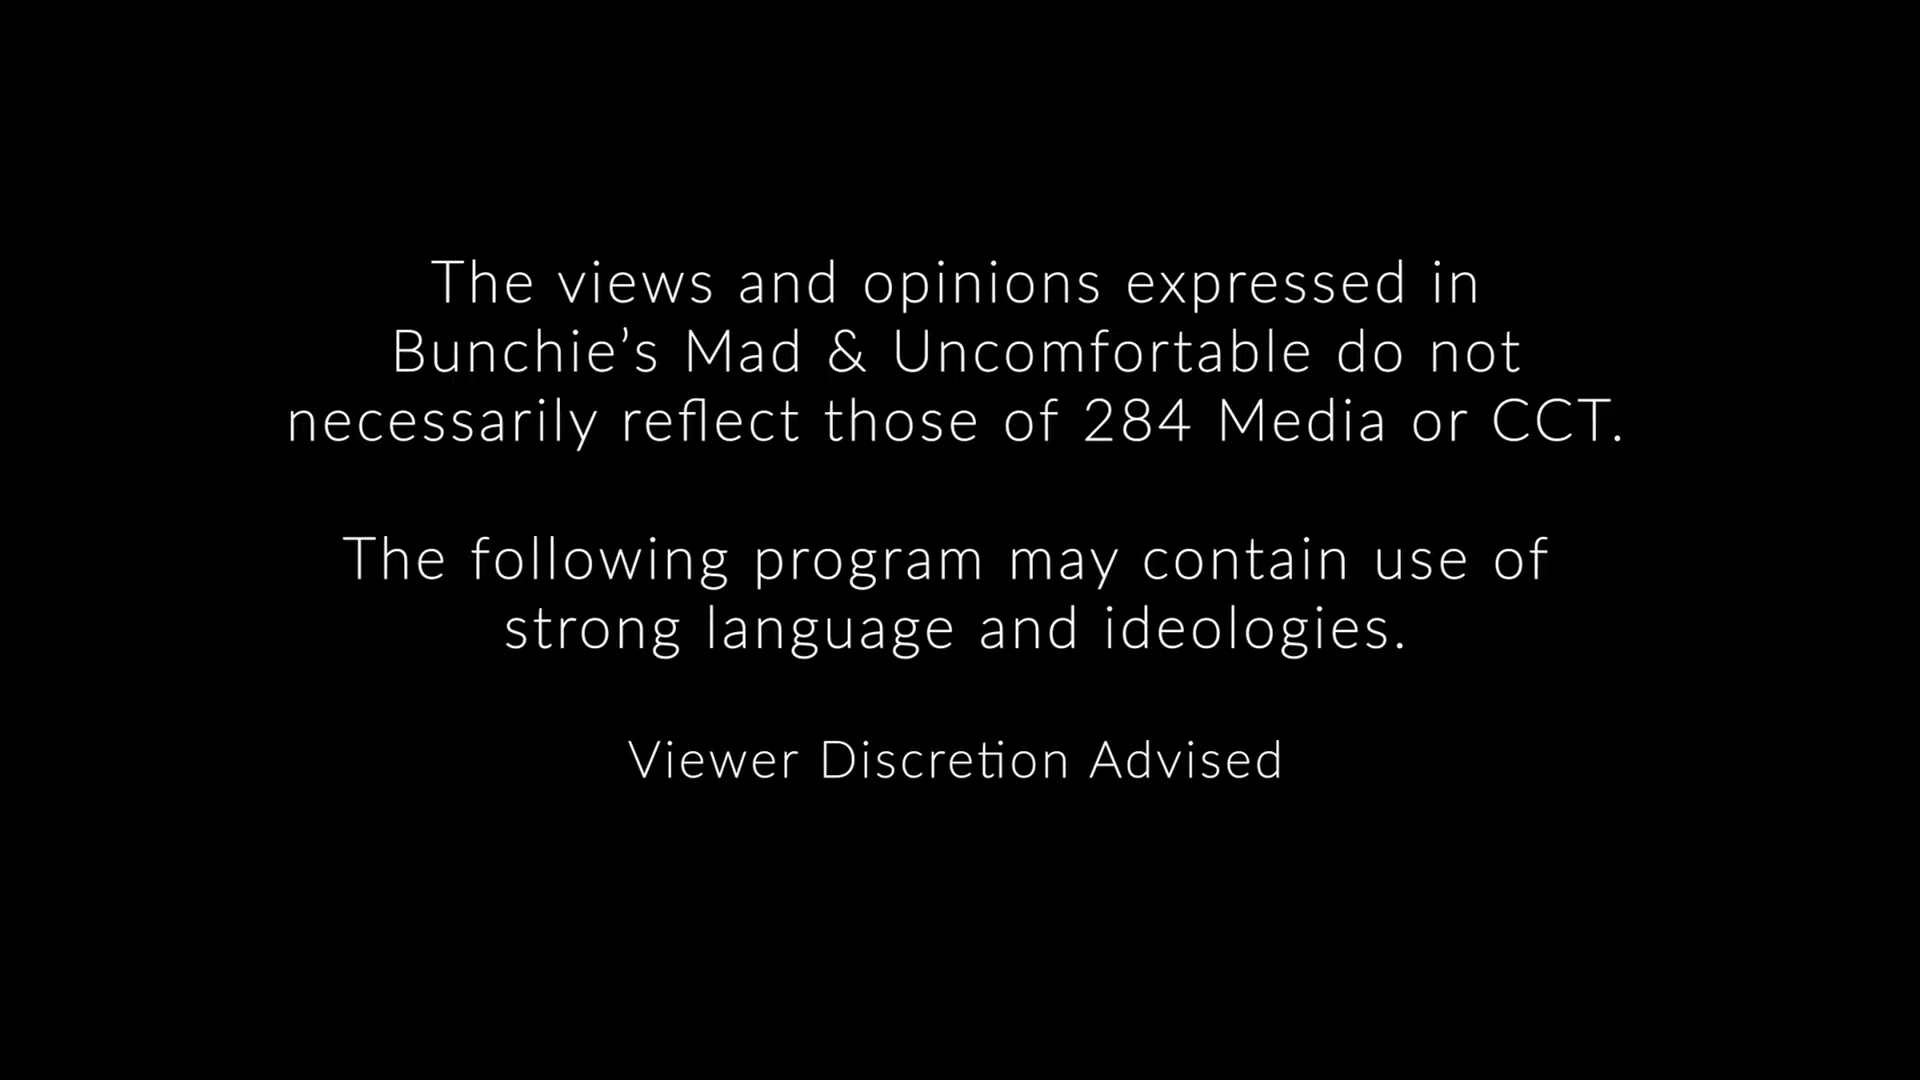 The views and opinions expressed in
Bunchie’s Mad & Uncomfortable do not
necessarily reflect those of 284 Media or CCT.
The following program may contain use of
strong language and ideologies.
Viewer Discretion Advised